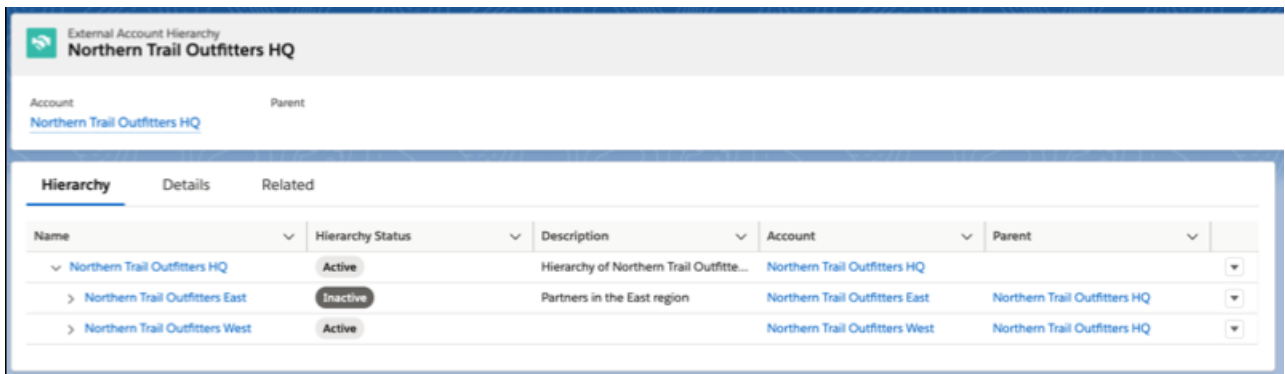 External Account Hierarchy
Northern Trail Outfitters HQ
Account Parent
Northern Trail Outfitters HQ
Hierarchy Details Related
Name Hierarchy Status Description Account Parent
Northern Trail Outfitters HQ Active Hierarchy of Northern Trail Outfitte... Northern Trail Outfitters HQ
Northern Trail Outfitters East Inactive Partners in the East region Northern Trail Outfitters East Northern Trail Outfitters HQ
Northern Trail Outfitters West Active Northern Trail Outfitters West Northern Trail Outfitters HQ